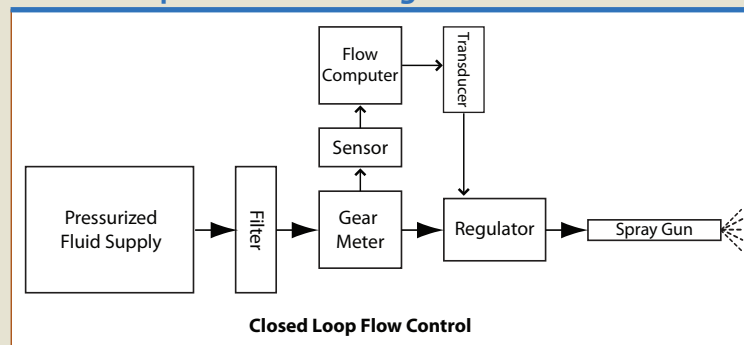 Flow
Computer
Transducer
Sensor
Pressurized
Fluid Supply
Filter
Gear
Meter
Regulator
Spray Gun
Closed Loop Flow Control